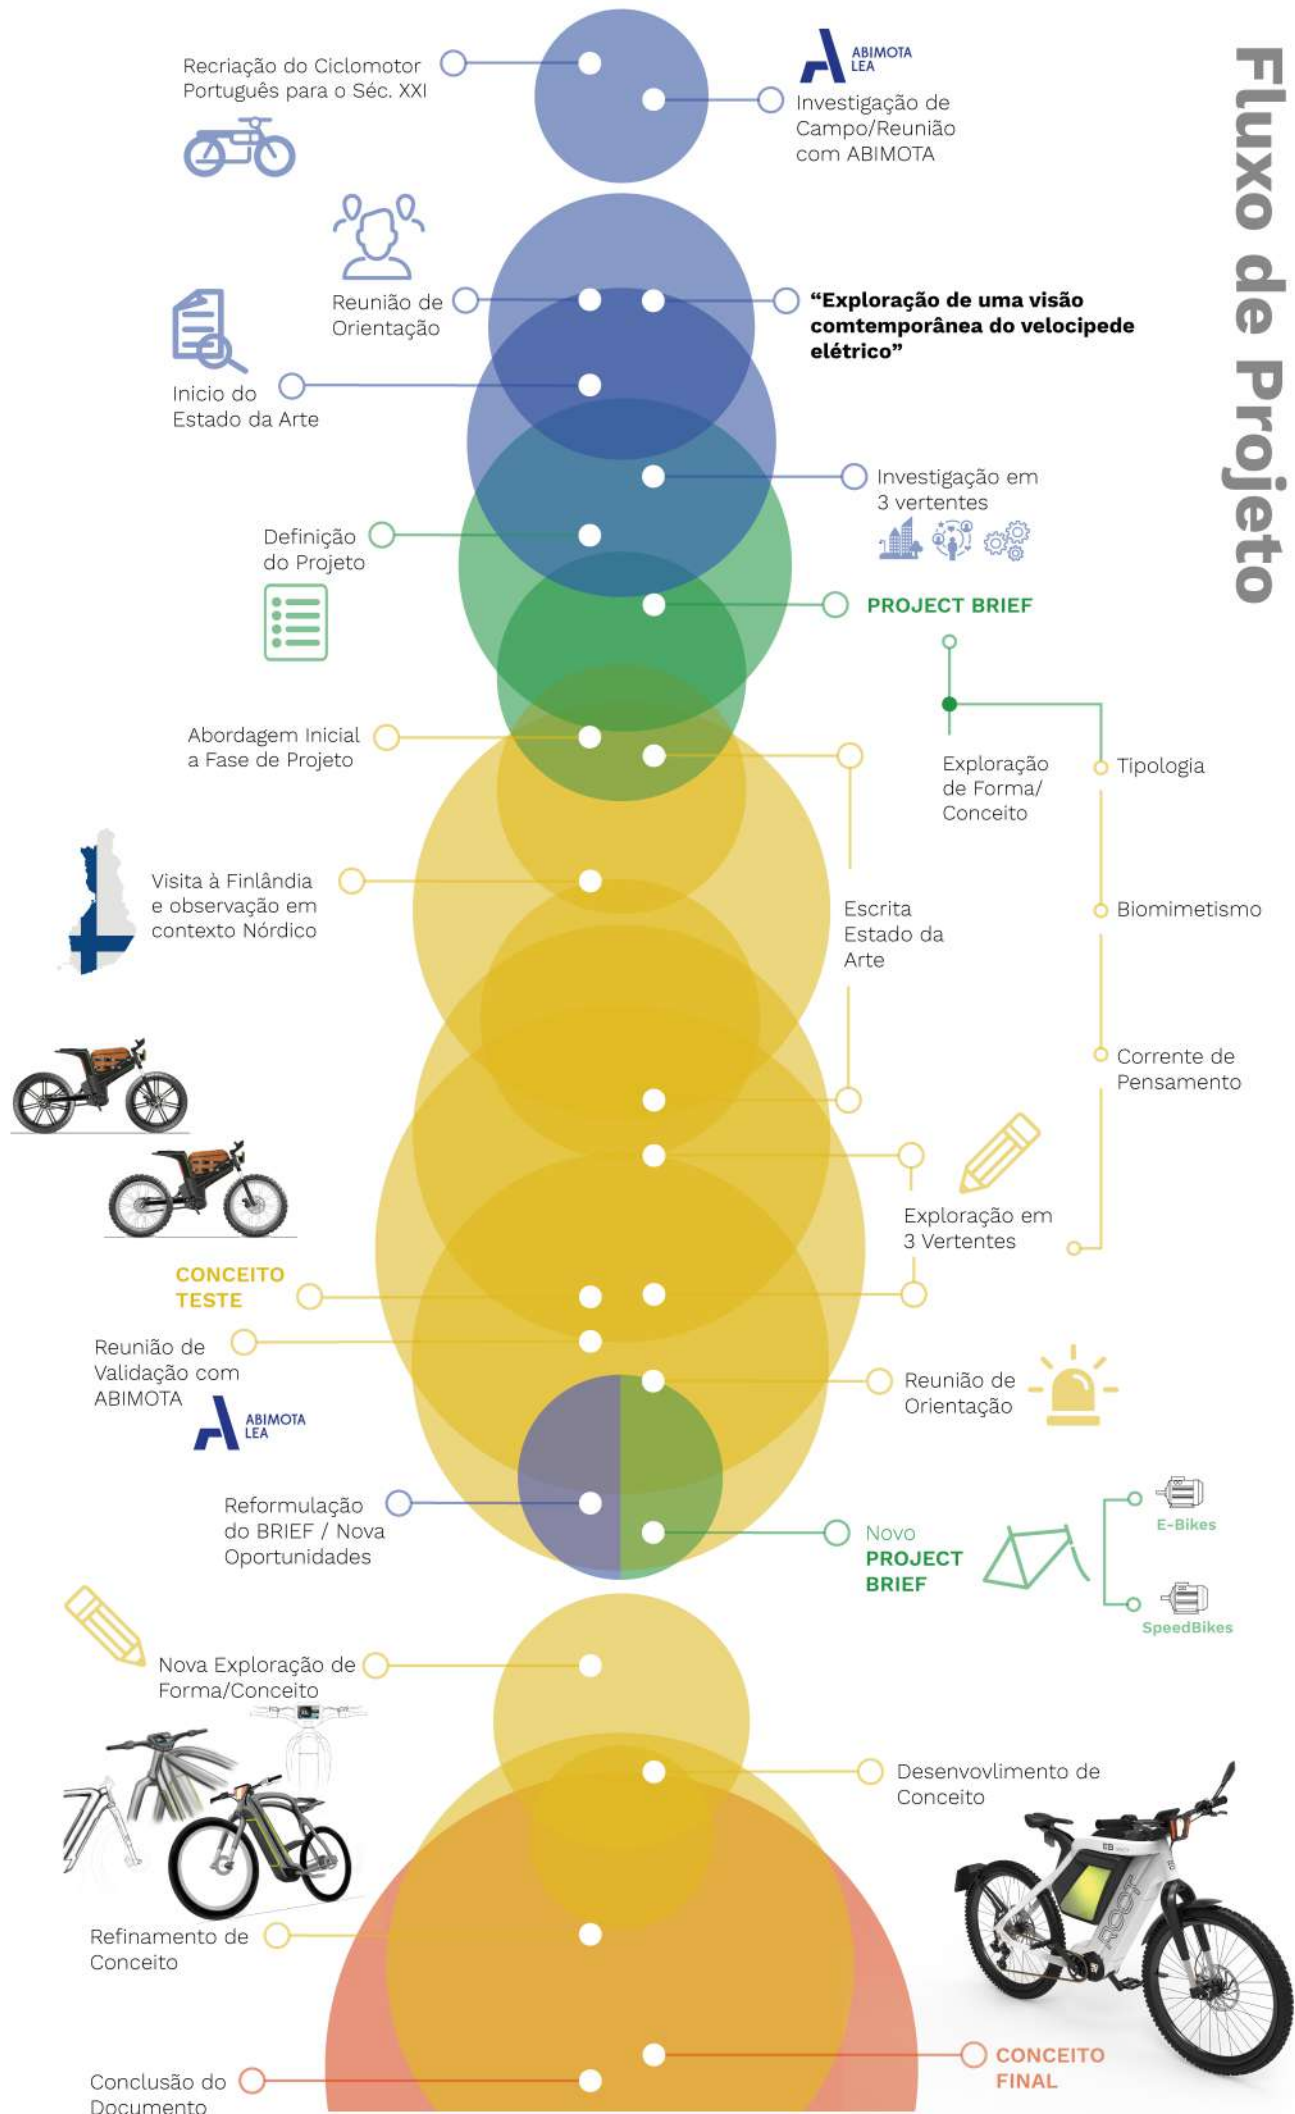 Fluxo de Projeto
Recriação do Ciclomotor
Português para o Séc. XXI
ABIMOTA
LEA
Investigação de
Campo/Reunião
com ABIMOTA
Reunião de
Orientação
“Exploração de uma visão
comtemporânea do velocipede
elétrico”
Inicio do
Estado da Arte
Investigação em
3 vertentes
Definição
do Projeto
PROJECT BRIEF
Abordagem Inicial
a Fase de Projeto
Exploração
de Forma/
Conceito
Tipologia
Visita à Finlândia
e observação em
contexto Nórdico
Escrita
Estado da
Arte
Biomimetismo
Corrente de
Pensamento
Exploração em
3 Vertentes
CONCEITO
TESTE
Reunião de
Validação com
ABIMOTA
ABIMOTA
LEA
Reunião de
Orientação
Reformulação
do BRIEF / Nova
Oportunidades
Novo
PROJECT
BRIEF
E-Bikes
SpeedBikes
Nova Exploração de
Forma/Conceito
Desenvovlimento de
Conceito
EB
ROOT
Refinamento de
Conceito
CONCEITO
FINAL
Conclusão do
Documento